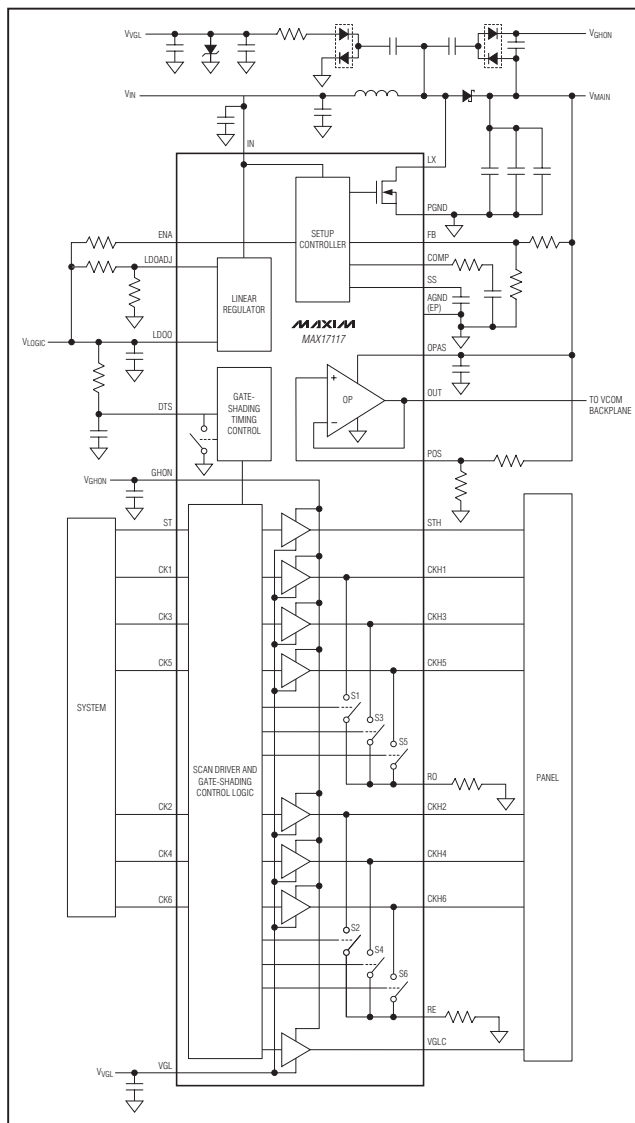 VVGL
VGHON
VIN
VMAIN
IN
LX
PGND
SETUP
CONTROLLER
ENA
FB
LDOADJ
COMP
SS
LINEAR
REGULATOR
AGND
(EP)
MAXIM
MAX17117
VLOGIC
LDOO
OPAS
+
OP
-
OUT
TO VCOM
BACKPLANE
GATE-
SHADING
TIMING
CONTROL
DTS
POS
GHON
VGHON
ST
STH
CK1
CKH1
CK3
CKH3
CK5
CKH5
SYSTEM
S1
S3
S5
SCAN DRIVER AND
GATE-SHADING
CONTROL LOGIC
RO
PANEL
CK2
CKH2
CK4
CKH4
CK6
CKH6
S2
S4
S6
RE
VGLC
VGL
VVGL